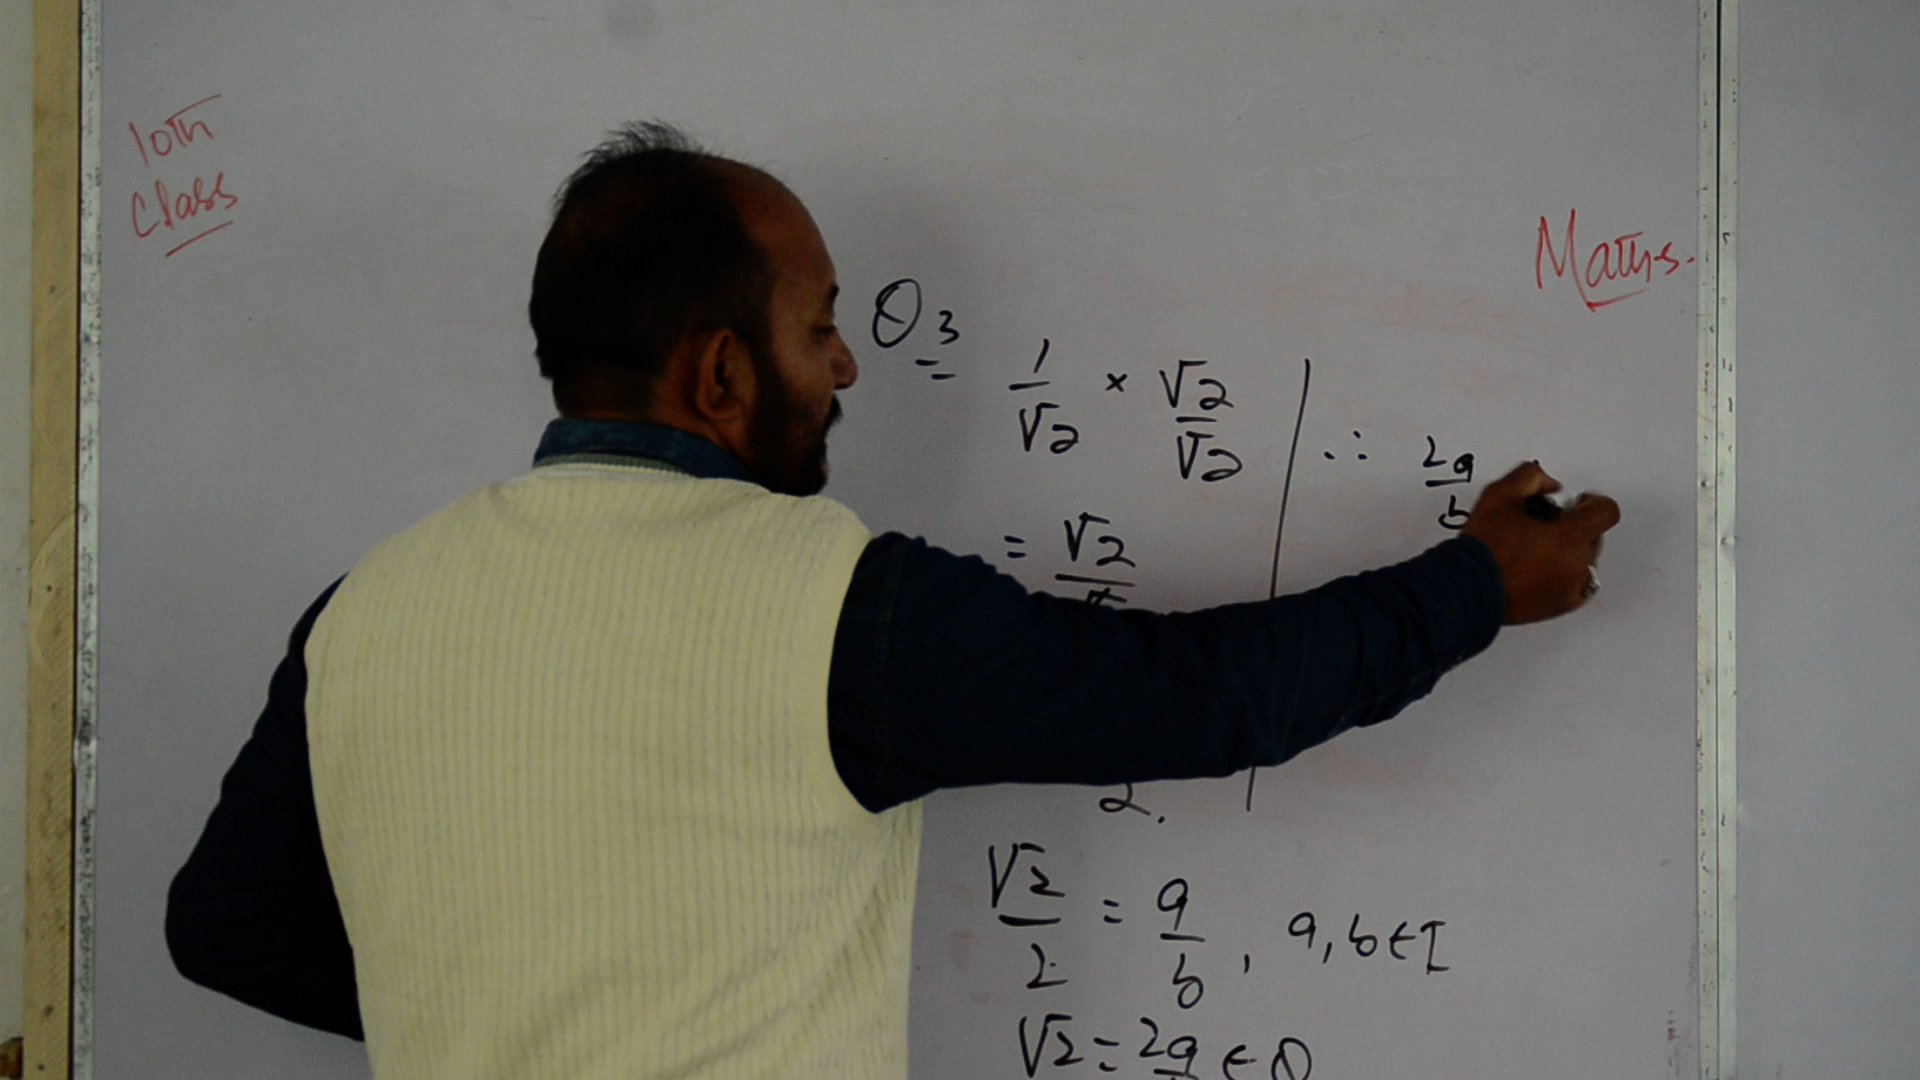 10th
Class
Maths.
Q3
1/√2 × √2/√2
= √2
2.
√2/2 = a/b, a, b ∈ I
√2 = 2a ∈ Q
∴ 2a/b